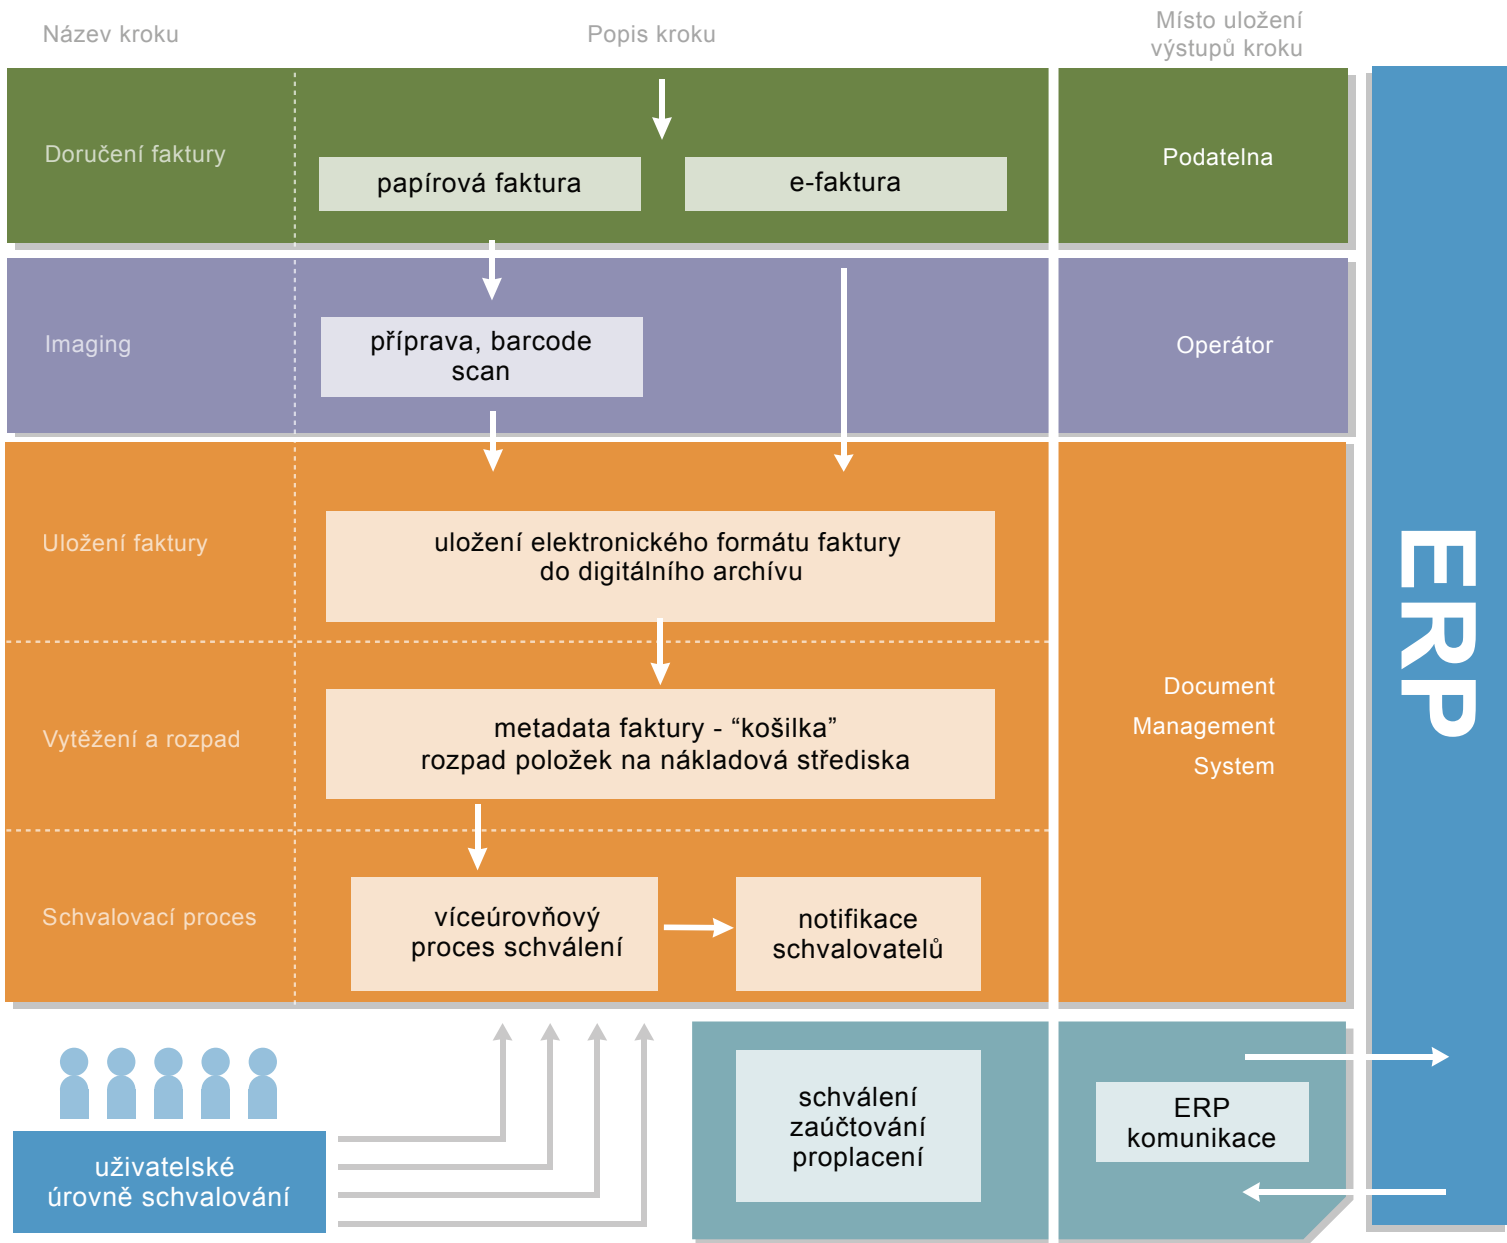 Název kroku
Popis kroku
Místo uložení
výstupů kroku
Doručení faktury
papírová faktura
e-faktura
Podatelna
Imaging
příprava, barcode
scan
Operátor
Uložení faktury
uložení elektronického formátu faktury
do digitálního archívu
Vytěžení a rozpad
metadata faktury - “košilka”
rozpad položek na nákladová střediska
Document
Management
System
Schvalovací proces
víceúrovňový
proces schválení
notifikace
schvalovatelů
uživatelské
úrovně schvalování
schválení
zaúčtování
proplacení
ERP
komunikace
ERP